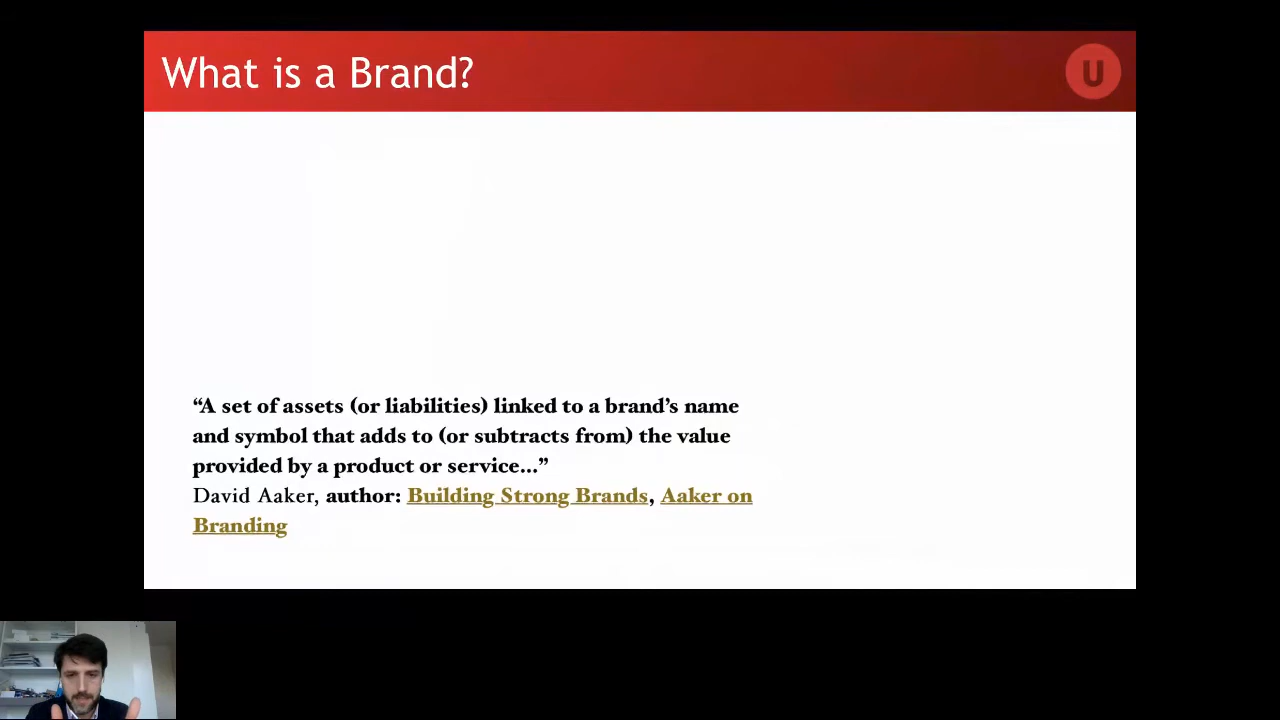 What is a Brand?
U
“A set of assets (or liabilities) linked to a brand’s name
and symbol that adds to (or subtracts from) the value
provided by a product or service...”
David Aaker, author: Building Strong Brands, Aaker on
Branding